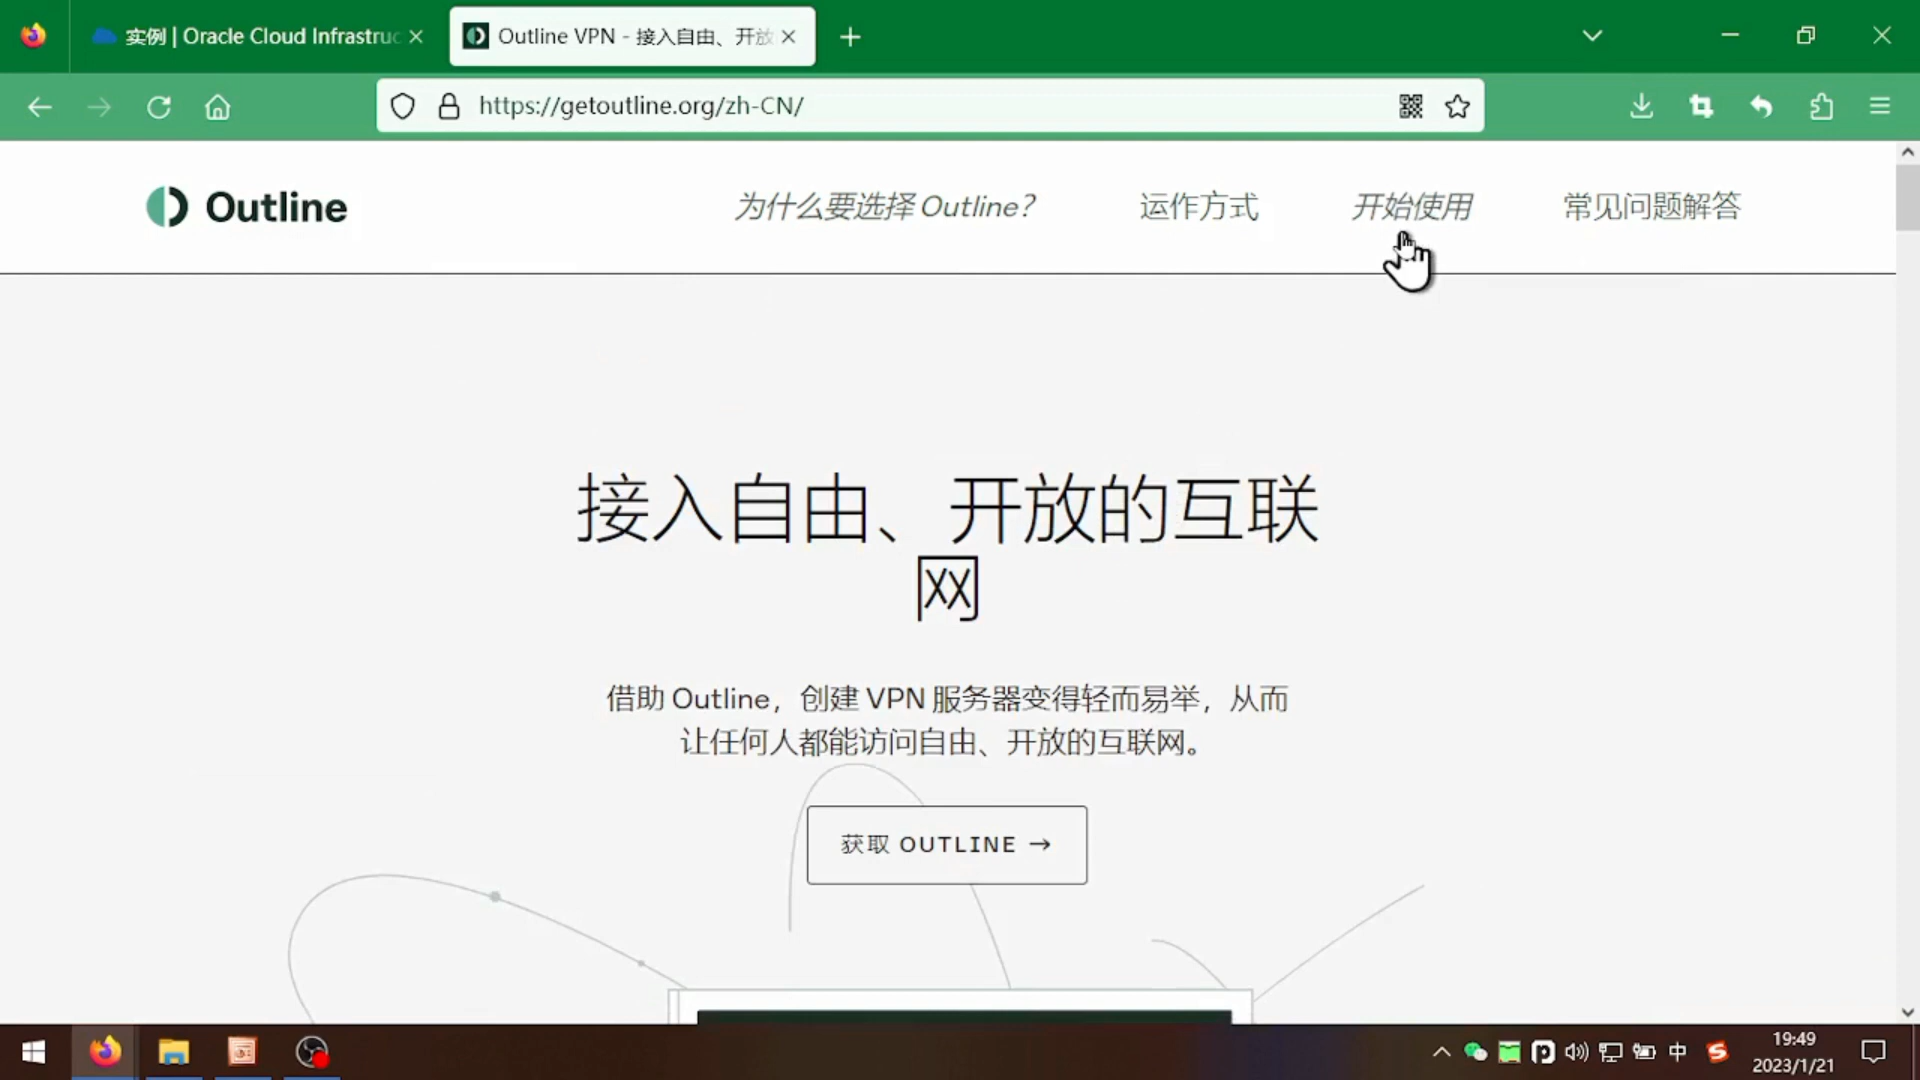 实例 | Oracle Cloud Infrastruc
Outline VPN - 接入自由、开放
https://getoutline.org/zh-CN/
Outline
为什么要选择 Outline？
运作方式
开始使用
常见问题解答
接入自由、开放的互联
网
借助 Outline，创建 VPN 服务器变得轻而易举，从而
让任何人都能访问自由、开放的互联网。
获取 OUTLINE →
中
19:49
2023/1/21